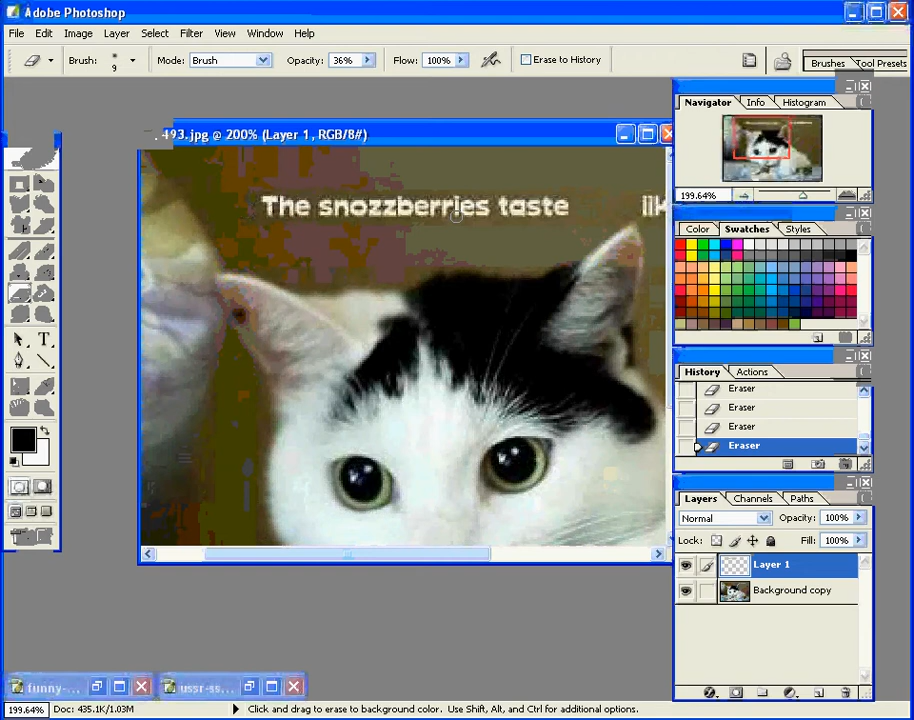 Adobe Photoshop
File Edit Image Layer Select Filter View Window Help
Brush: 9 Mode: Brush Opacity: 36% Flow: 100% Erase to History Brushes Tool Presets
Navigator Info Histogram
493.jpg @ 200% (Layer 1, RGB/8#)
The snozzberries taste
199.64%
Color Swatches Styles
T
History Actions
Eraser
Eraser
Eraser
Eraser
Layers Channels Paths
Normal Opacity: 100%
Lock: Fill: 100%
Layer 1
Background copy
funny-... ussr-ss...
199.64% Doc: 435.1K/1.03M Click and drag to erase to background color. Use Shift, Alt, and Ctrl for additional options.